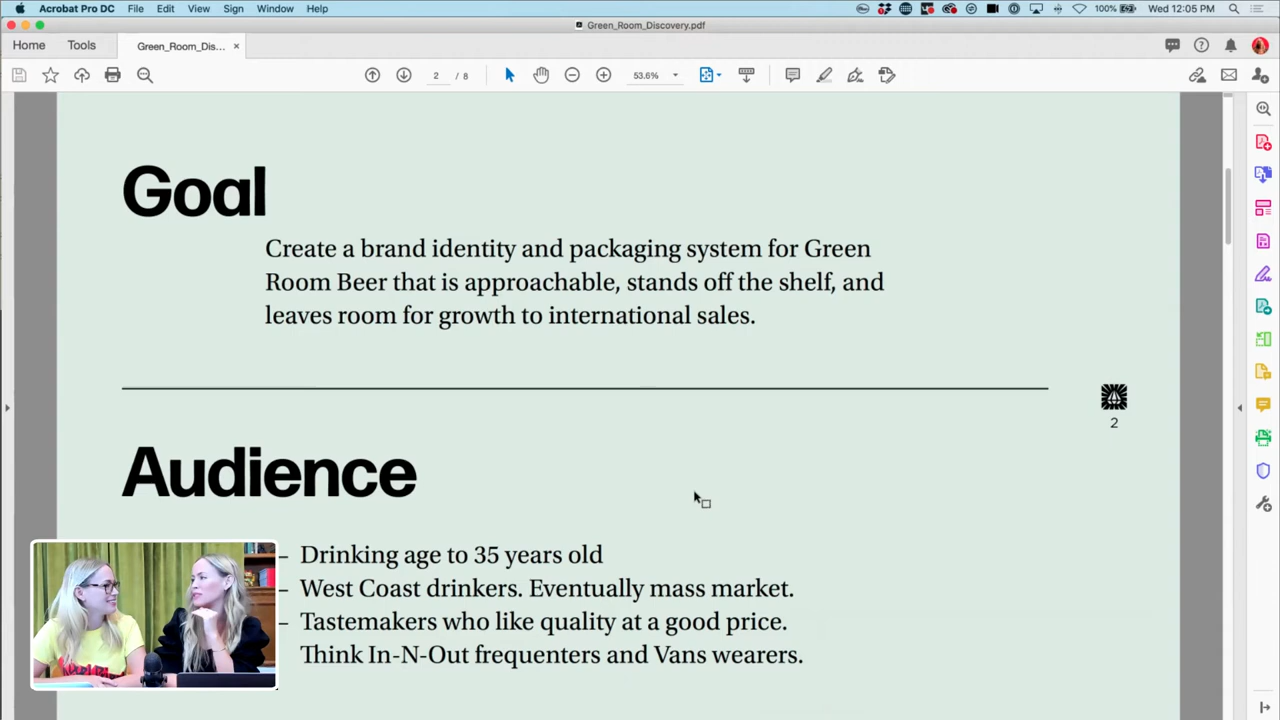 Acrobat Pro DC File Edit View Sign Window Help 100% Wed 12:05 PM
Green_Room_Discovery.pdf
Home Tools Green_Room_Dis... ×
2 / 8 53.6%
Goal
Create a brand identity and packaging system for Green
Room Beer that is approachable, stands off the shelf, and
leaves room for growth to international sales.
2
Audience
– Drinking age to 35 years old
– West Coast drinkers. Eventually mass market.
– Tastemakers who like quality at a good price.
Think In-N-Out frequenters and Vans wearers.